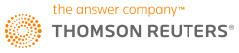 the answer company™
THOMSON REUTERS®